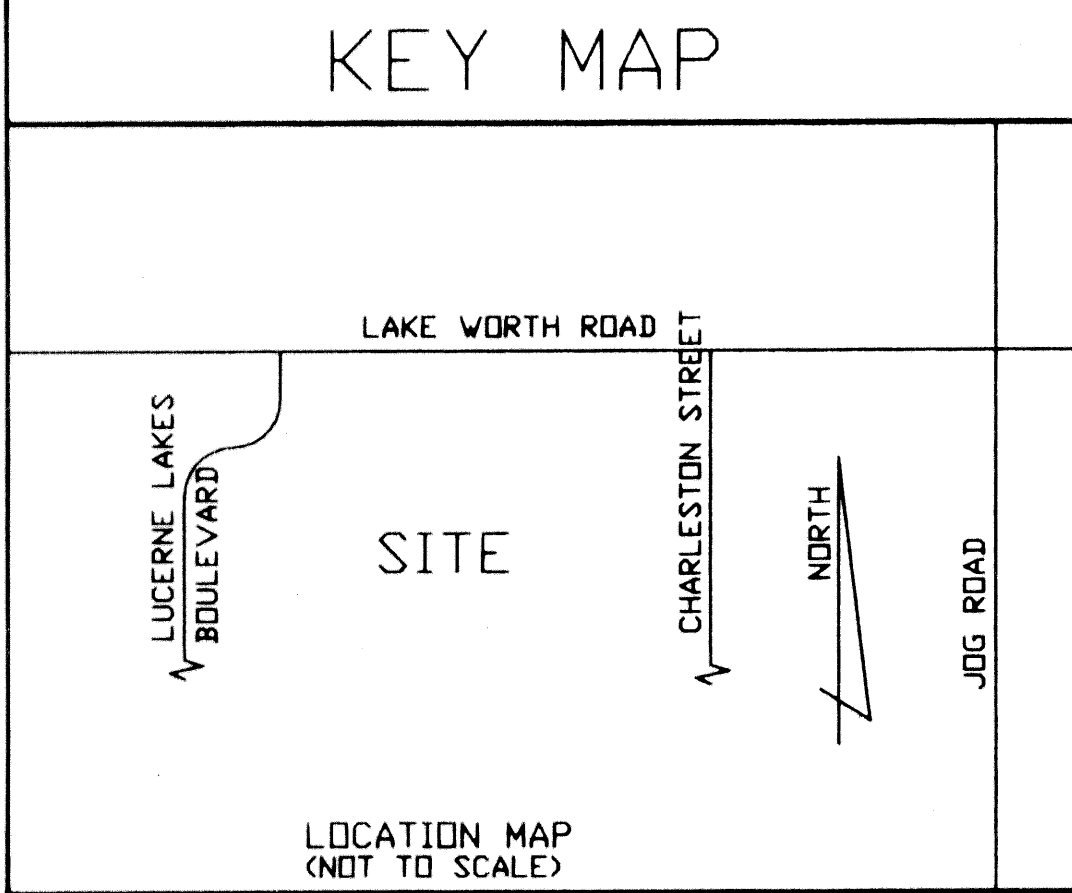 KEY MAP
LAKE WORTH ROAD
LUCERNE LAKES
BOULEVARD
SITE
CHARLESTON STREET
NORTH
JOG ROAD
LOCATION MAP
(NOT TO SCALE)